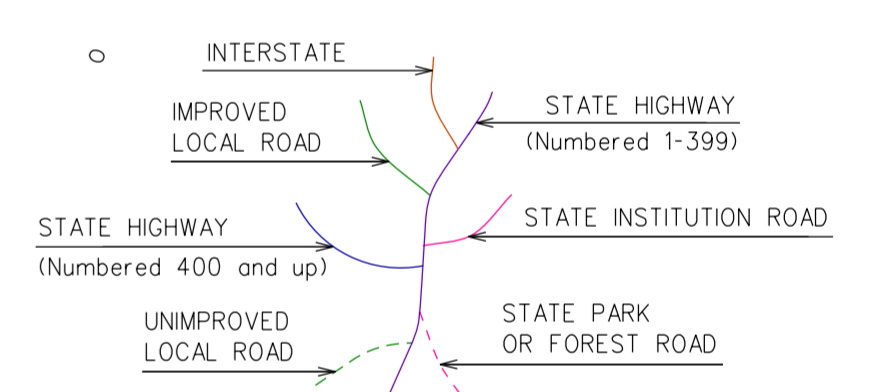 0
INTERSTATE
IMPROVED
LOCAL ROAD
STATE HIGHWAY
(Numbered 1-399)
STATE HIGHWAY
(Numbered 400 and up)
STATE INSTITUTION ROAD
UNIMPROVED
LOCAL ROAD
STATE PARK
OR FOREST ROAD